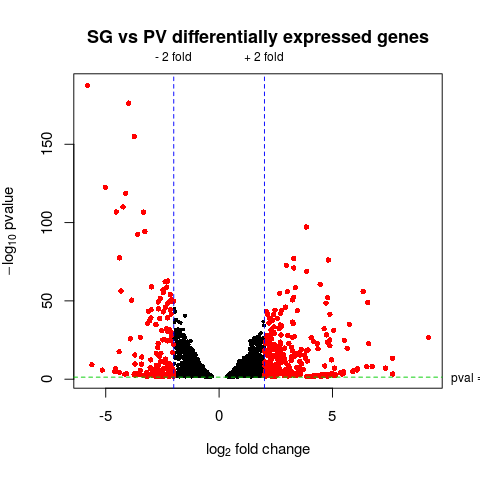 SG vs PV differentially expressed genes
- 2 fold
+ 2 fold
−log10 pvalue
150
100
50
0
pval =
-5
0
5
log2 fold change